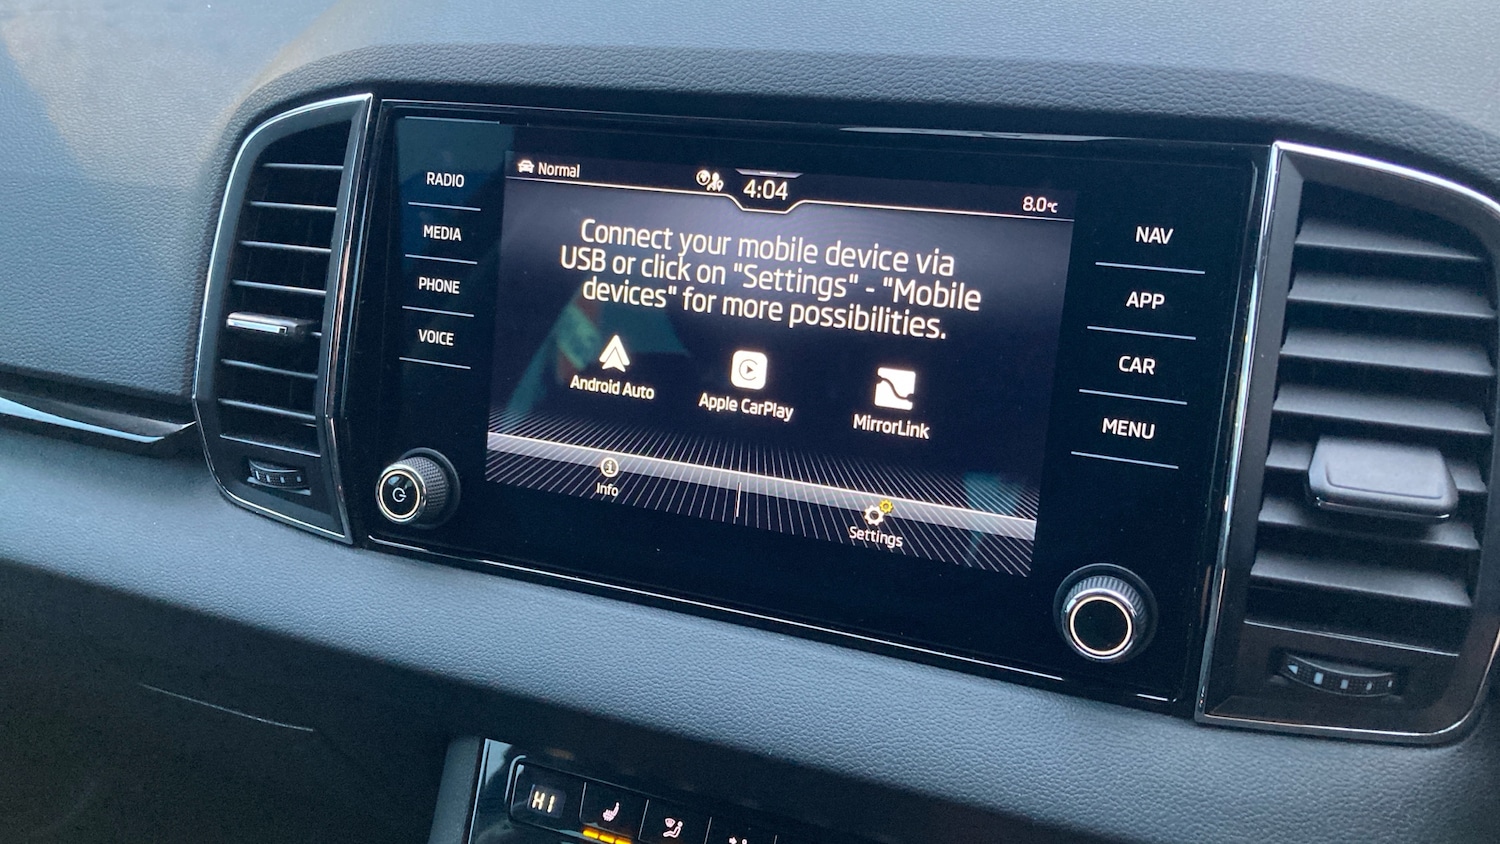 Normal
4:04
8.0°C
RADIO
MEDIA
PHONE
VOICE
Connect your mobile device via
USB or click on "Settings" - "Mobile
devices" for more possibilities.
Android Auto
Apple CarPlay
MirrorLink
Info
Settings
NAV
APP
CAR
MENU
HI